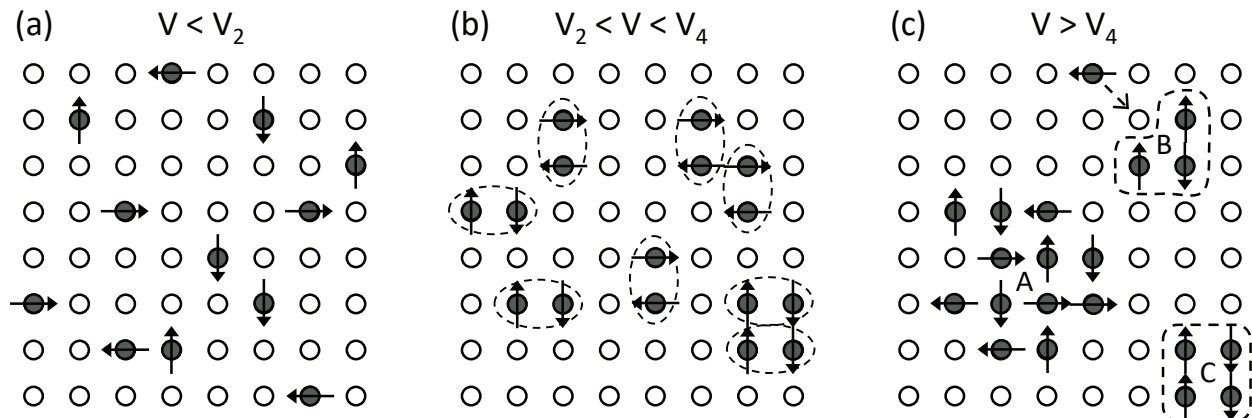 (a) V < V₂
(b) V₂ < V < V₄
(c) V > V₄
B
A
C